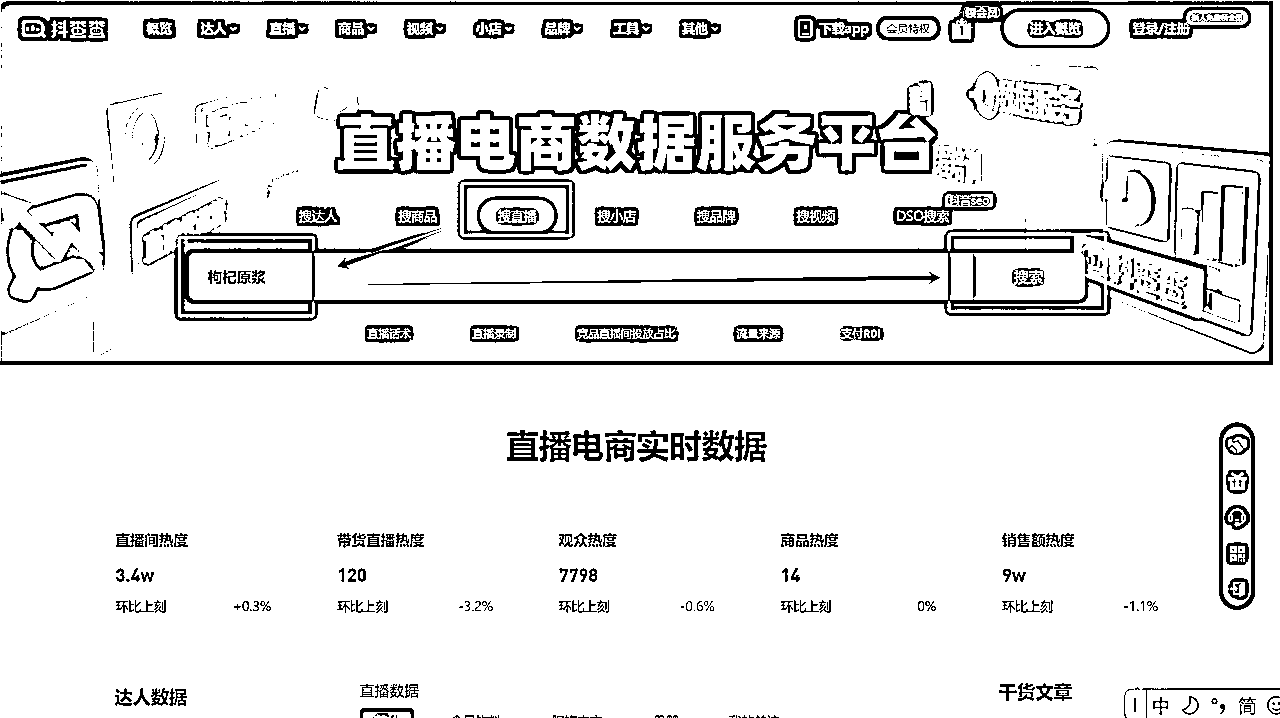 抖查查 概览 达人 直播 商品 视频 小店 品牌 工具 其他 下载app 会员特权 1 进入概览 登录/注册
直播电商数据服务平台
抖音SEO
搜达人 搜商品 搜直播 搜小店 搜品牌 搜视频 DSO搜索
枸杞原浆 搜索
直播话术 直播录制 竞品直播间投放占比 流量来源 支付ROI
直播电商实时数据
直播间热度 带货直播热度 观众热度 商品热度 销售额热度
3.4w 120 7798 14 9w
环比上刻 +0.3% 环比上刻 -3.2% 环比上刻 -0.6% 环比上刻 0% 环比上刻 -1.1%
达人数据 直播数据 干货文章
中 简